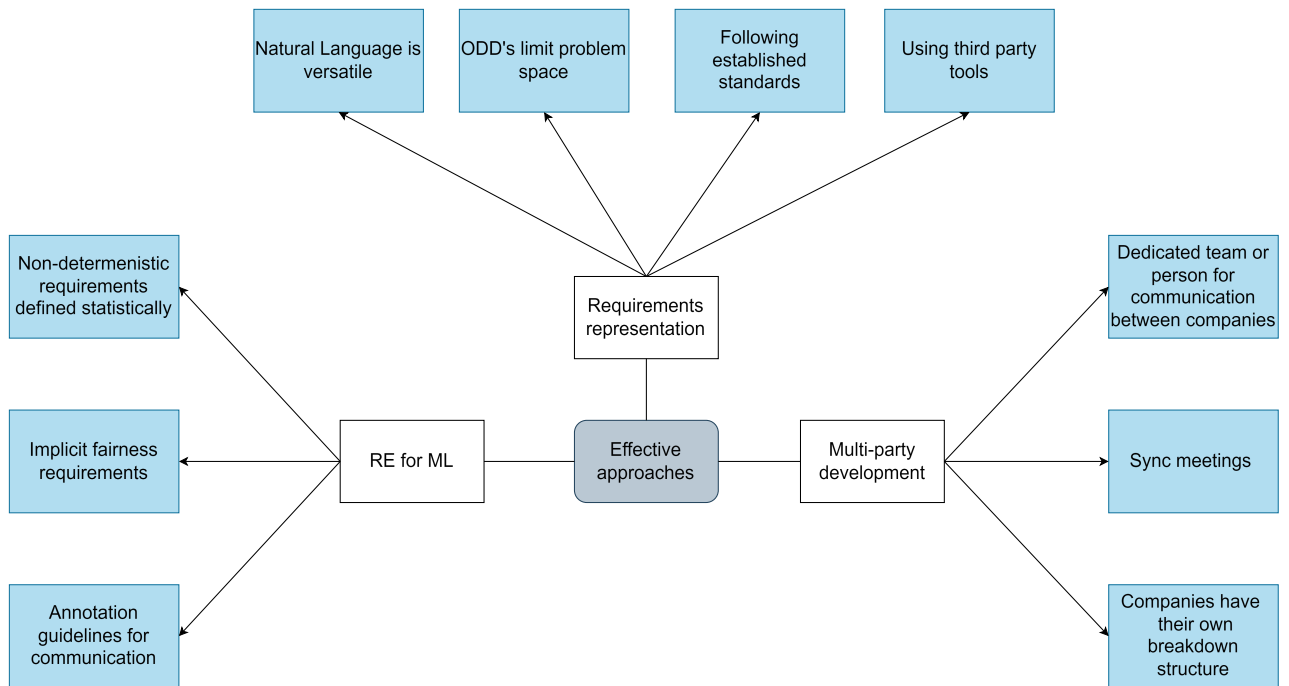 Natural Language is
versatile
ODD's limit problem
space
Following
established
standards
Using third party
tools
Non-determenistic
requirements
defined statistically
Dedicated team or
person for
communication
between companies
Requirements
representation
Implicit fairness
requirements
RE for ML
Effective
approaches
Multi-party
development
Sync meetings
Annotation
guidelines for
communication
Companies have
their own
breakdown
structure